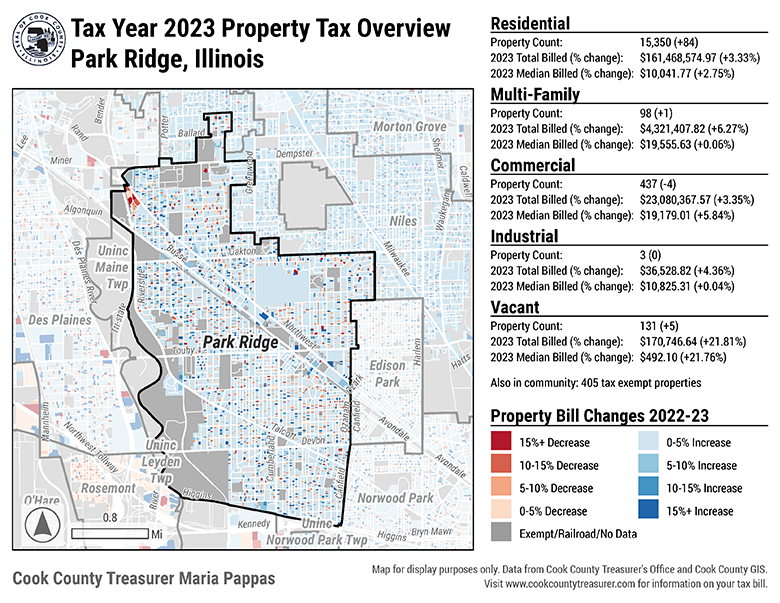 SEAL OF COOK COUNTY
ILLINOIS
Tax Year 2023 Property Tax Overview
Park Ridge, Illinois
Lee
Rand
Bender
Potter
Ballard
Miner
Greenwood
Dempster
Morton Grove
Shermer
Caldwell
Waukegan
Algonquin
Niles
Busse
Oakton
Milwaukee
Uninc
Maine
Twp
Des Plaines River
Riverside
Tri-state
Des Plaines
Northwest
Park Ridge
Touby
Edison
Park
Harlem
Halts
Ozark
Ozanam
Canfield
Avondale
Mannheim
Northwest Tollway
Talcott
Devon
Cumberland
Canfield
Avondale
Uninc
Leyden
Twp
Rosemont
River
Higgins
O'Hare
Norwood Park
Kennedy
Uninc
Norwood Park Twp
Higgins
Bryn Mawr
0.8
Mi
Residential
Property Count: 15,350 (+84)
2023 Total Billed (% change): $161,468,574.97 (+3.33%)
2023 Median Billed (% change): $10,041.77 (+2.75%)
Multi-Family
Property Count: 98 (+1)
2023 Total Billed (% change): $4,321,407.82 (+6.27%)
2023 Median Billed (% change): $19,555.63 (+0.06%)
Commercial
Property Count: 437 (-4)
2023 Total Billed (% change): $23,080,367.57 (+3.35%)
2023 Median Billed (% change): $19,179.01 (+5.84%)
Industrial
Property Count: 3 (0)
2023 Total Billed (% change): $36,528.82 (+4.36%)
2023 Median Billed (% change): $10,825.31 (+0.04%)
Vacant
Property Count: 131 (+5)
2023 Total Billed (% change): $170,746.64 (+21.81%)
2023 Median Billed (% change): $492.10 (+21.76%)
Also in community: 405 tax exempt properties
Property Bill Changes 2022-23
15%+ Decrease
10-15% Decrease
5-10% Decrease
0-5% Decrease
0-5% Increase
5-10% Increase
10-15% Increase
15%+ Increase
Exempt/Railroad/No Data
Cook County Treasurer Maria Pappas
Map for display purposes only. Data from Cook County Treasurer's Office and Cook County GIS.
Visit www.cookcountytreasurer.com for information on your tax bill.